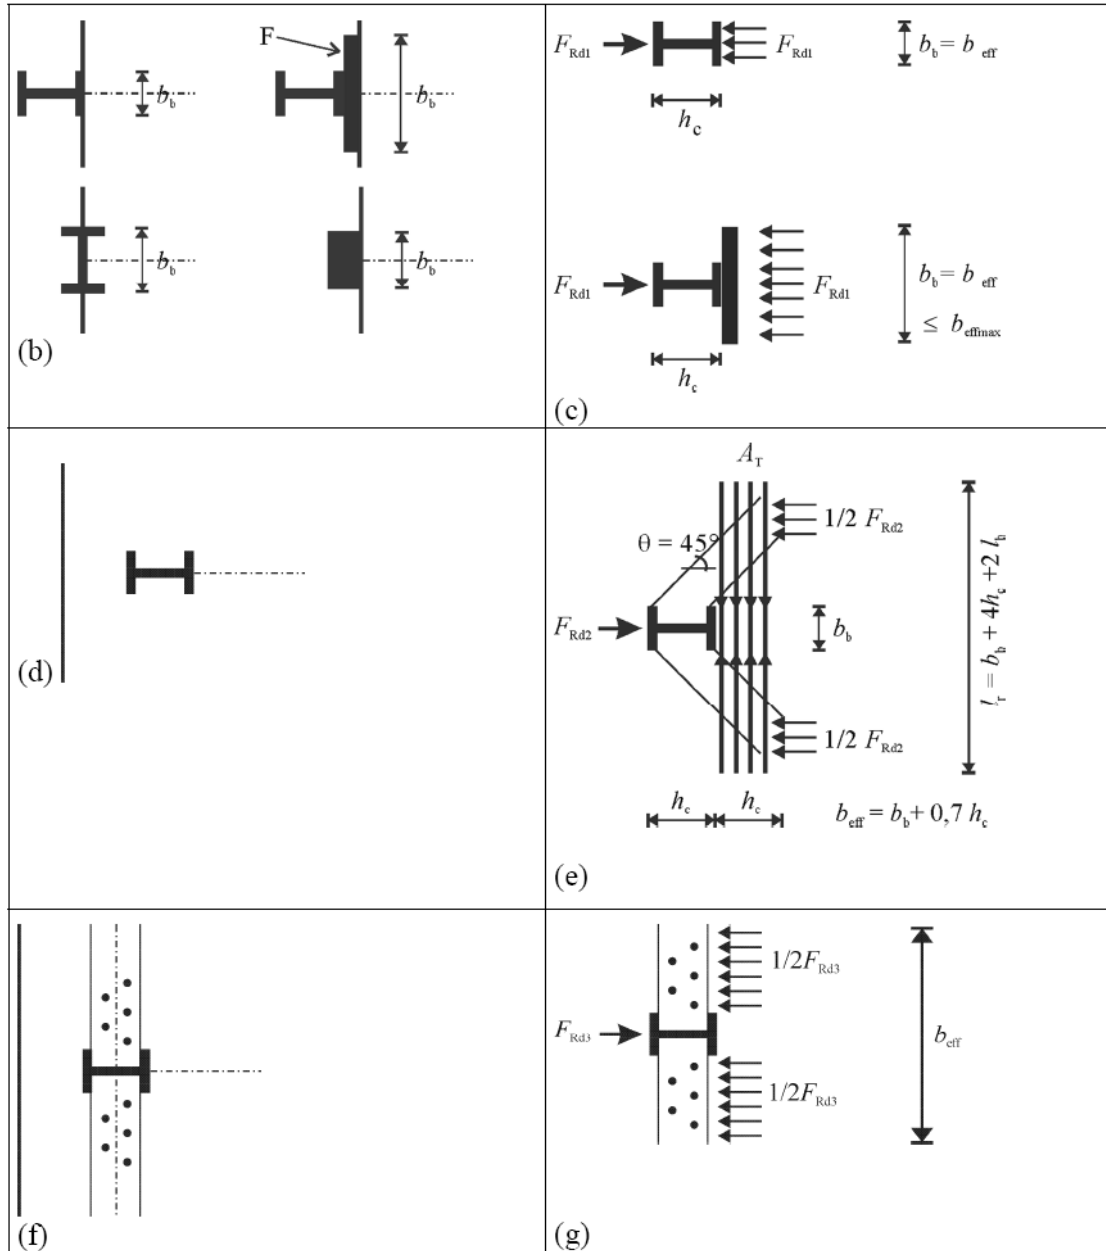 F
b_b
b_b
b_b
b_b
(b)
F_Rd1
F_Rd1
b_b = b_eff
h_c
F_Rd1
F_Rd1
b_b = b_eff
≤ b_effmax
h_c
(c)
(d)
A_T
1/2 F_Rd2
θ = 45°
F_Rd2
b_b
l_r = b_b + 4h_c + 2 l_b
1/2 F_Rd2
h_c
h_c
b_eff = b_b + 0,7 h_c
(e)
(f)
1/2F_Rd3
F_Rd3
b_eff
1/2F_Rd3
(g)